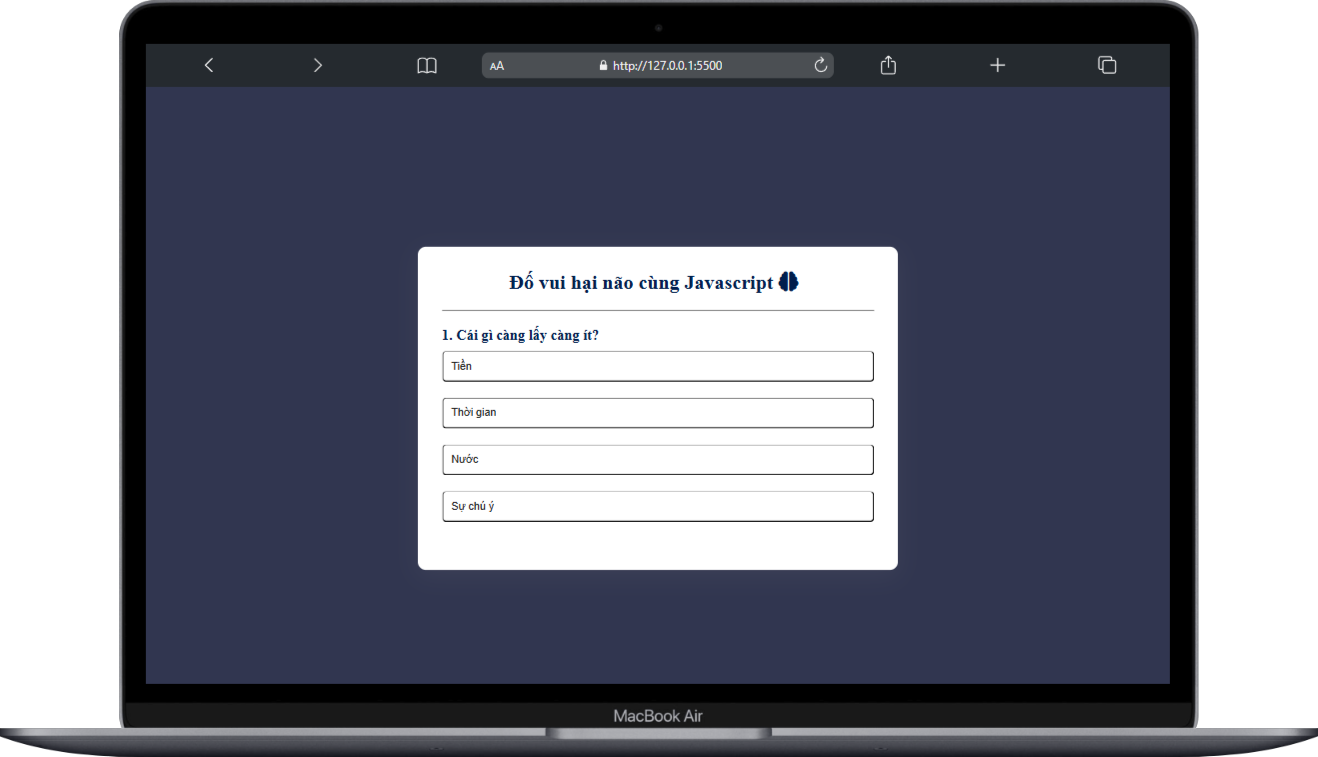 AA
http://127.0.0.1:5500
Đố vui hại não cùng Javascript
1. Cái gì càng lấy càng ít?
Tiền
Thời gian
Nước
Sự chú ý
MacBook Air